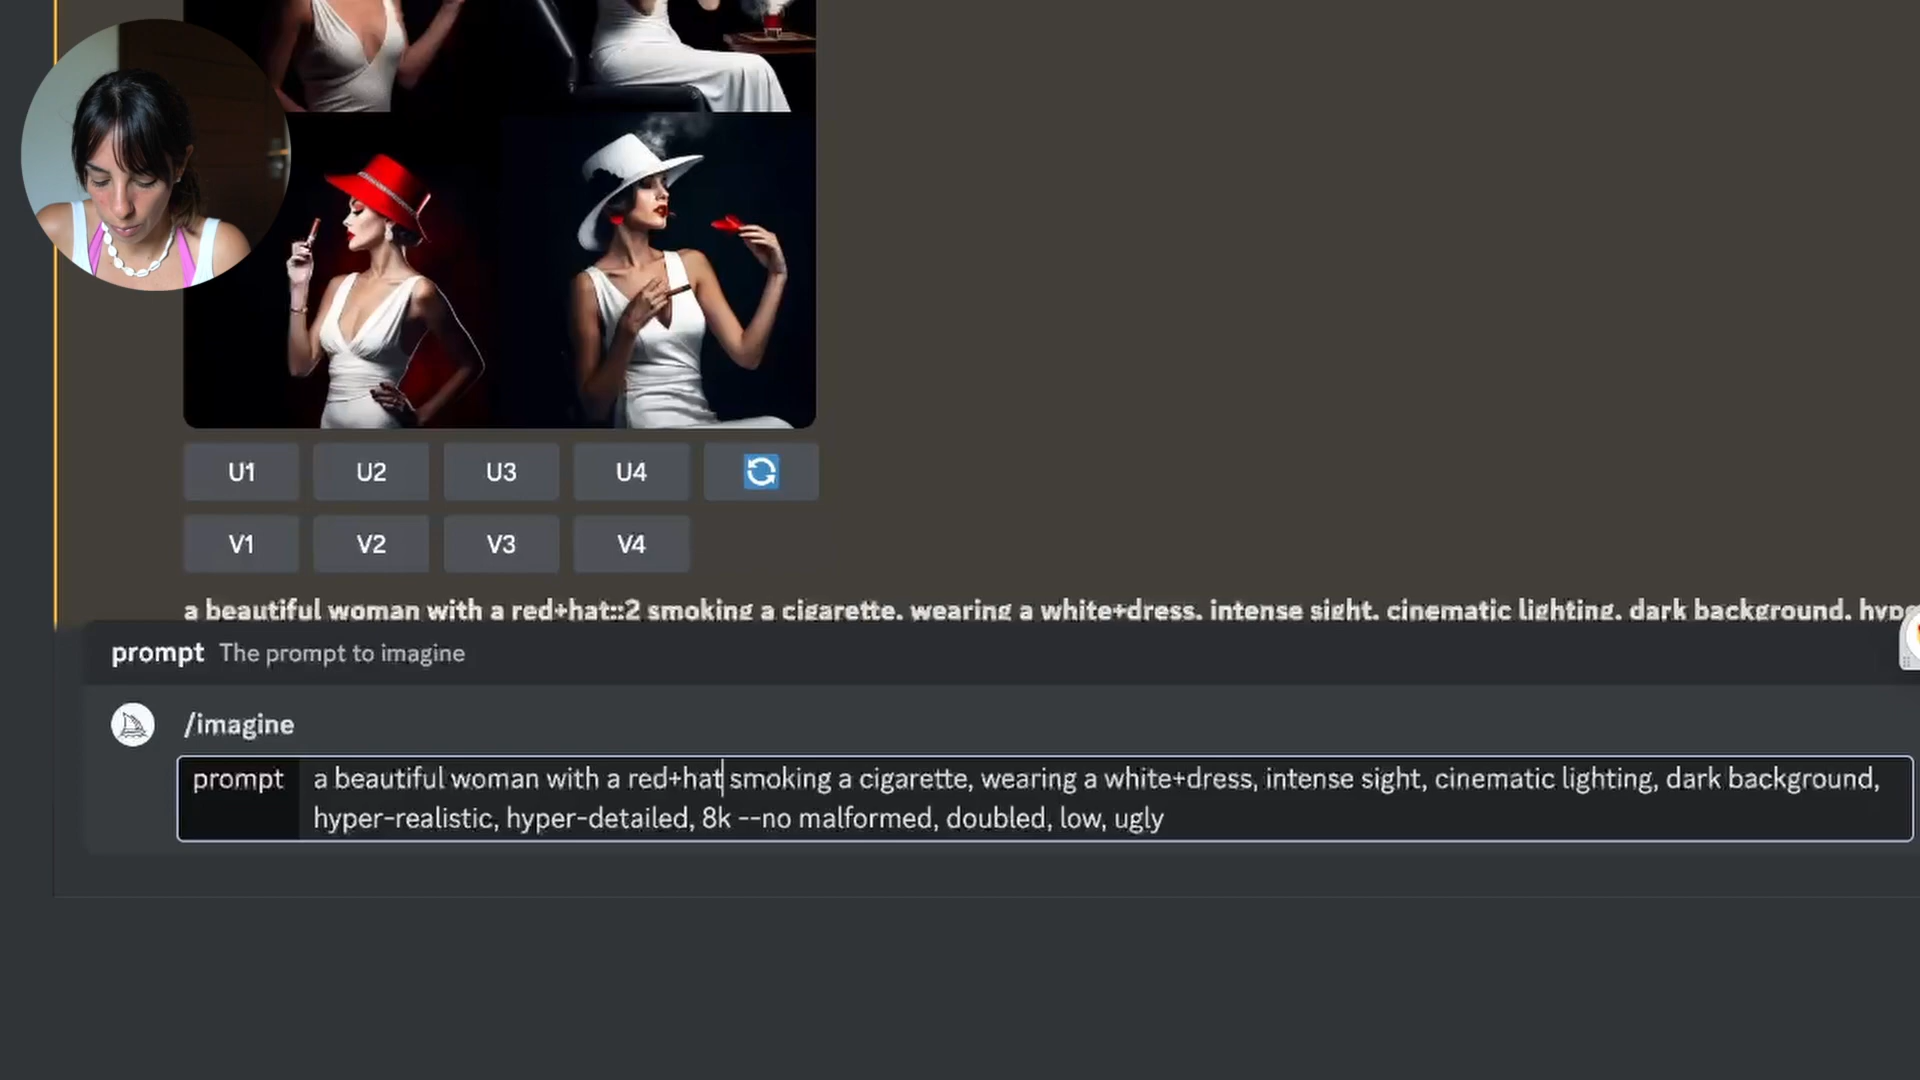 U1 U2 U3 U4
V1 V2 V3 V4
a beautiful woman with a red+hat::2 smoking a cigarette, wearing a white+dress, intense sight, cinematic lighting, dark background,
prompt The prompt to imagine
/imagine
prompt a beautiful woman with a red+hat smoking a cigarette, wearing a white+dress, intense sight, cinematic lighting, dark background,
hyper-realistic, hyper-detailed, 8k --no malformed, doubled, low, ugly